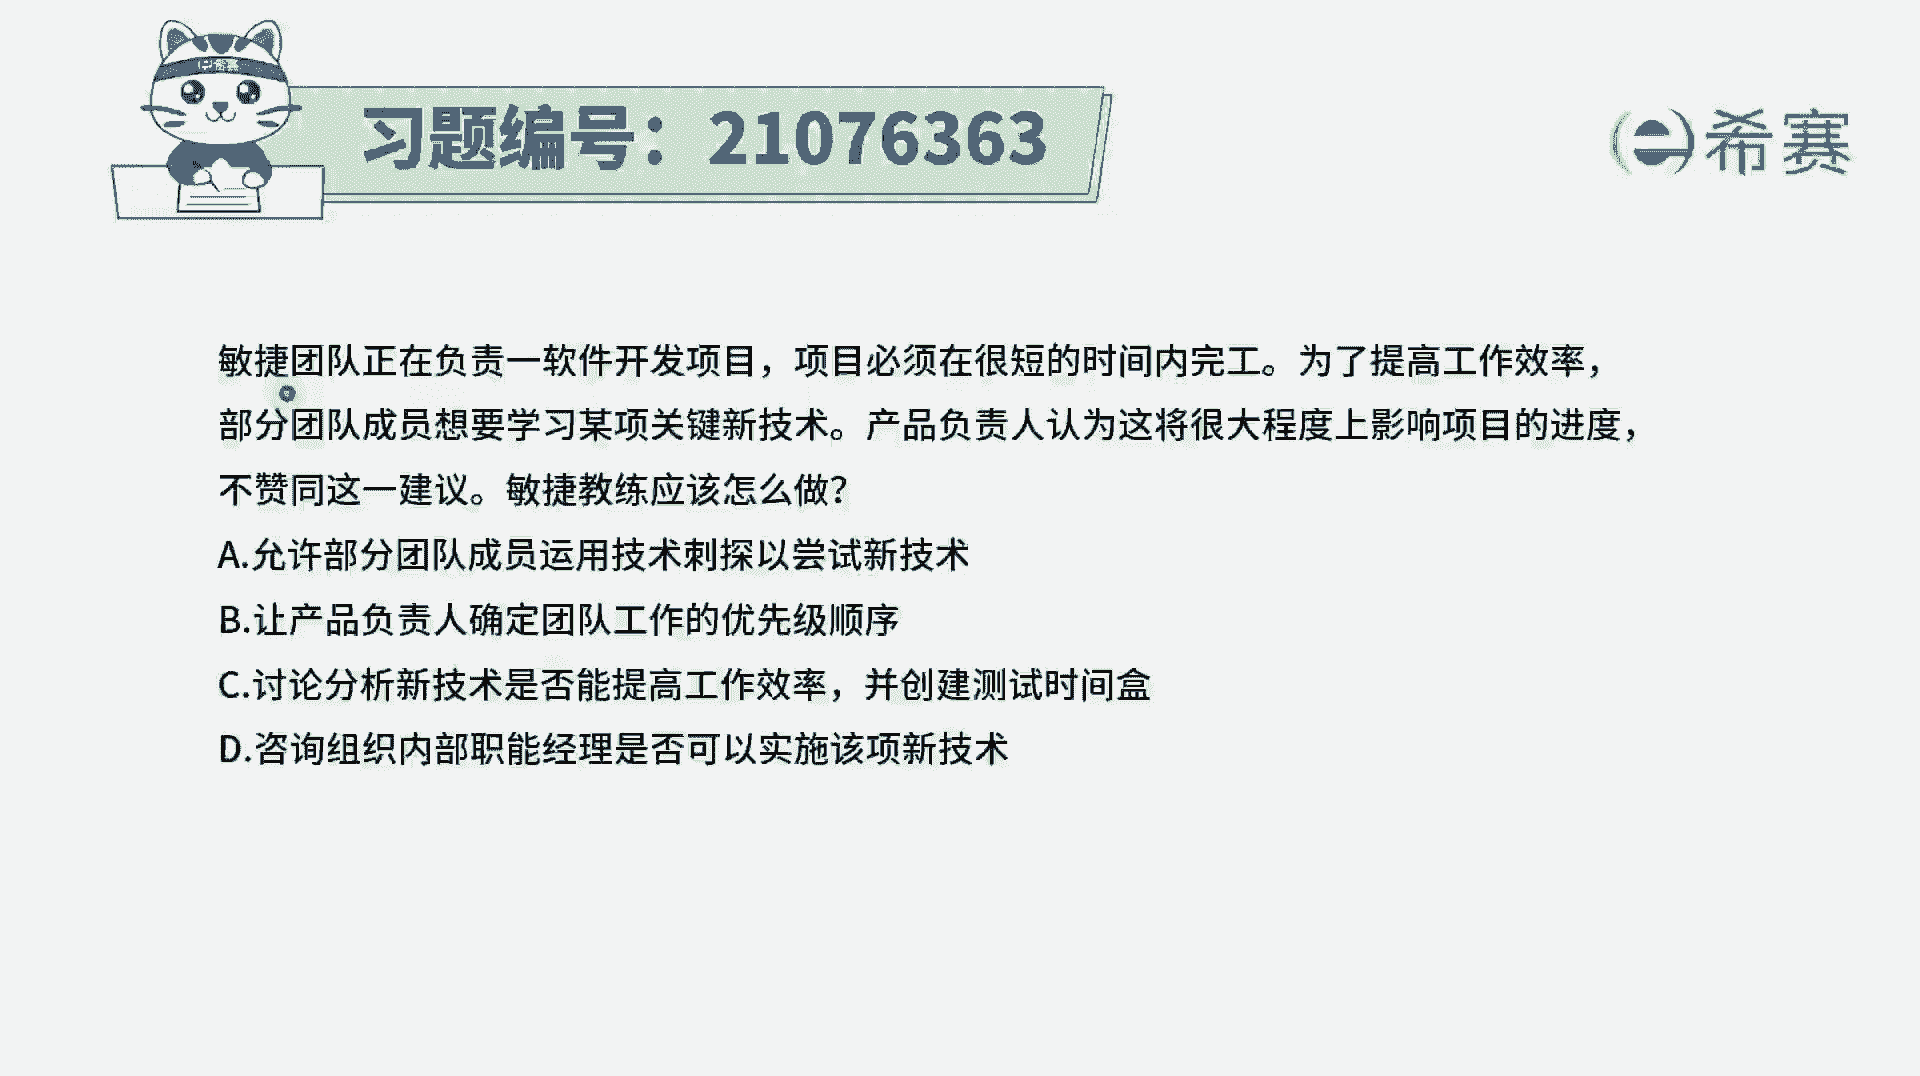 希赛
习题编号：21076363
希赛
敏捷团队正在负责一软件开发项目，项目必须在很短的时间内完工。为了提高工作效率，
部分团队成员想要学习某项关键新技术。产品负责人认为这将很大程度上影响项目的进度，
不赞同这一建议。敏捷教练应该怎么做？
A.允许部分团队成员运用技术刺探以尝试新技术
B.让产品负责人确定团队工作的优先级顺序
C.讨论分析新技术是否能提高工作效率，并创建测试时间盒
D.咨询组织内部职能经理是否可以实施该项新技术